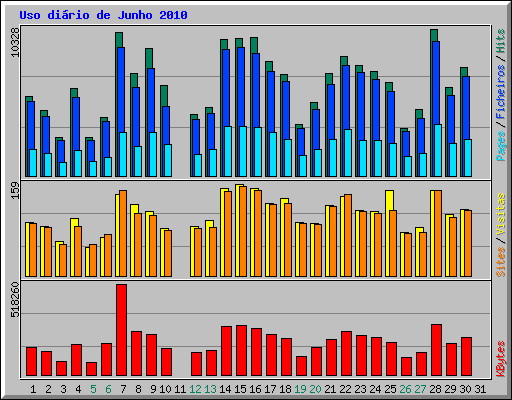 Uso diário de Junho 2010
10328
Pages / Ficheiros / Hits
159
Sites / Visitas
518260
KBytes
1 2 3 4 5 6 7 8 9 10 11 12 13 14 15 16 17 18 19 20 21 22 23 24 25 26 27 28 29 30 31